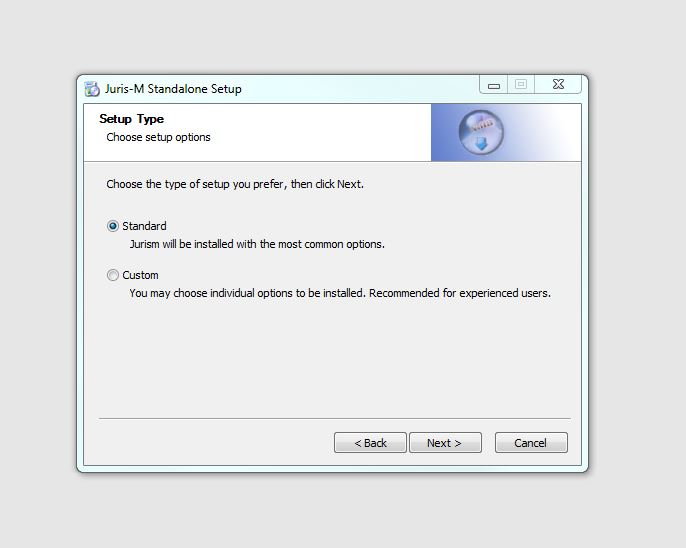 Juris-M Standalone Setup
Setup Type
Choose setup options
Choose the type of setup you prefer, then click Next.
Standard
Jurism will be installed with the most common options.
Custom
You may choose individual options to be installed. Recommended for experienced users.
< Back
Next >
Cancel